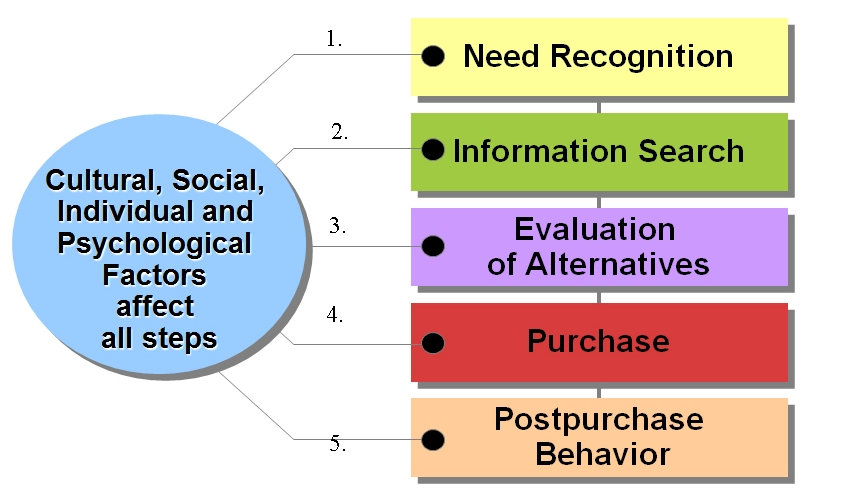 Cultural, Social,
Individual and
Psychological
Factors
affect
all steps
1.
Need Recognition
2.
Information Search
3.
Evaluation
of Alternatives
4.
Purchase
5.
Postpurchase
Behavior